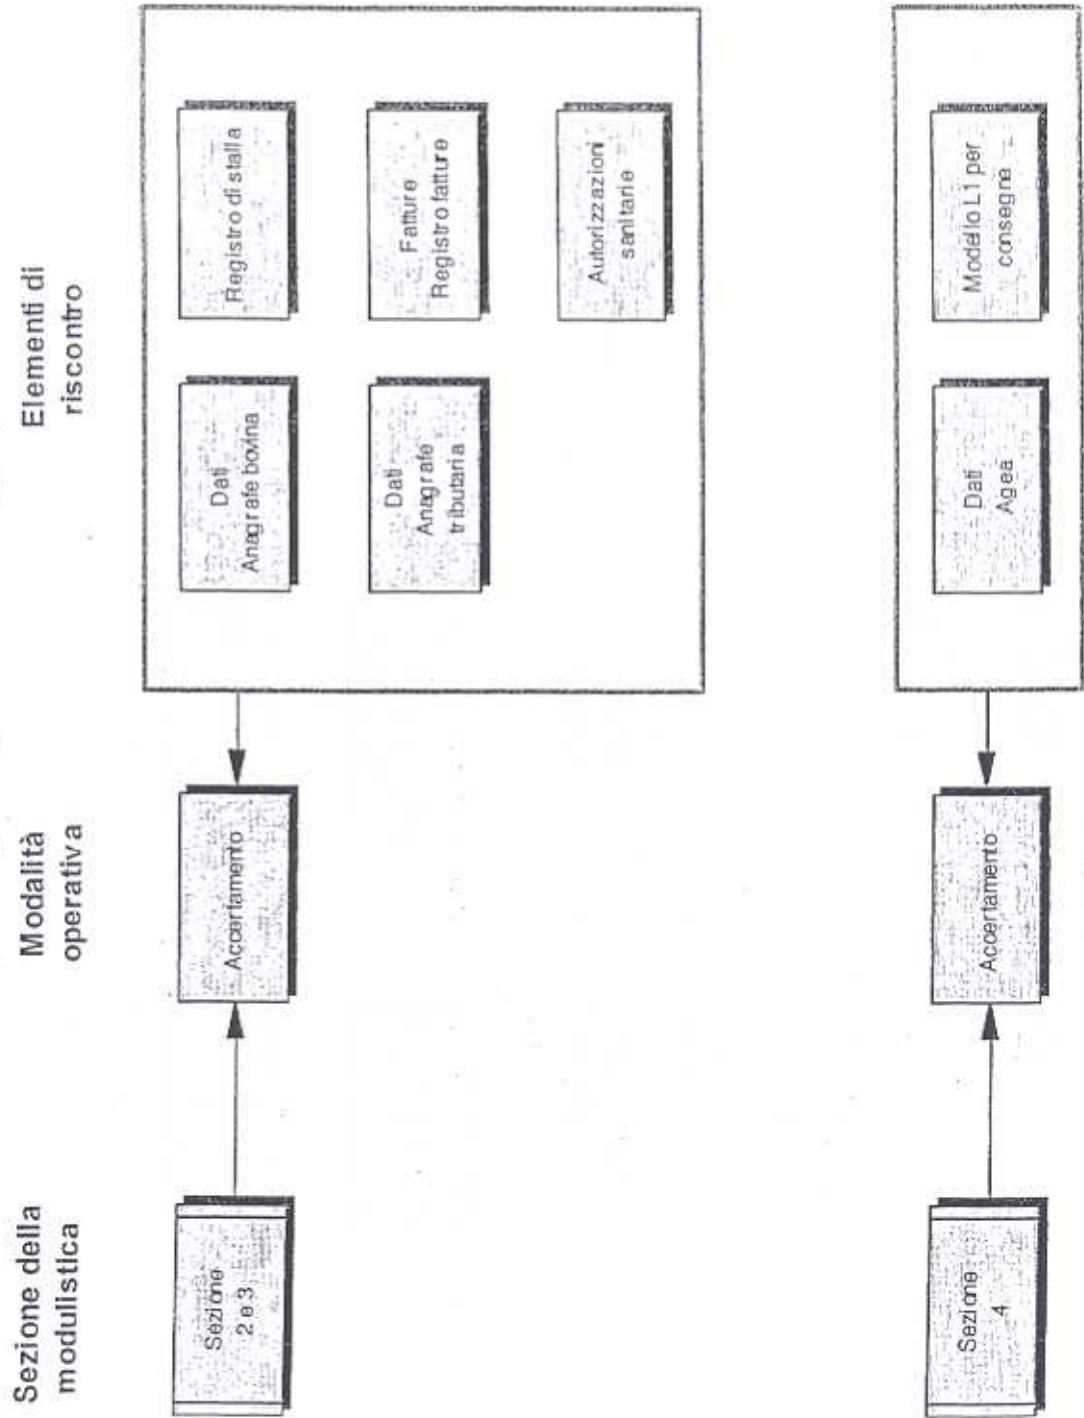 Sezione della
modulistica
Modalità
operativa
Elementi di
riscontro
Sezione
2 e 3
Accertamento
Dati
Anagrafe bovina
Registro di stalla
Dati
Anagrafe
tributaria
Fatture
Registro fatture
Autorizzazioni
sanitarie
Sezione
4
Accertamento
Dati
Agea
Modello L1 per
consegne